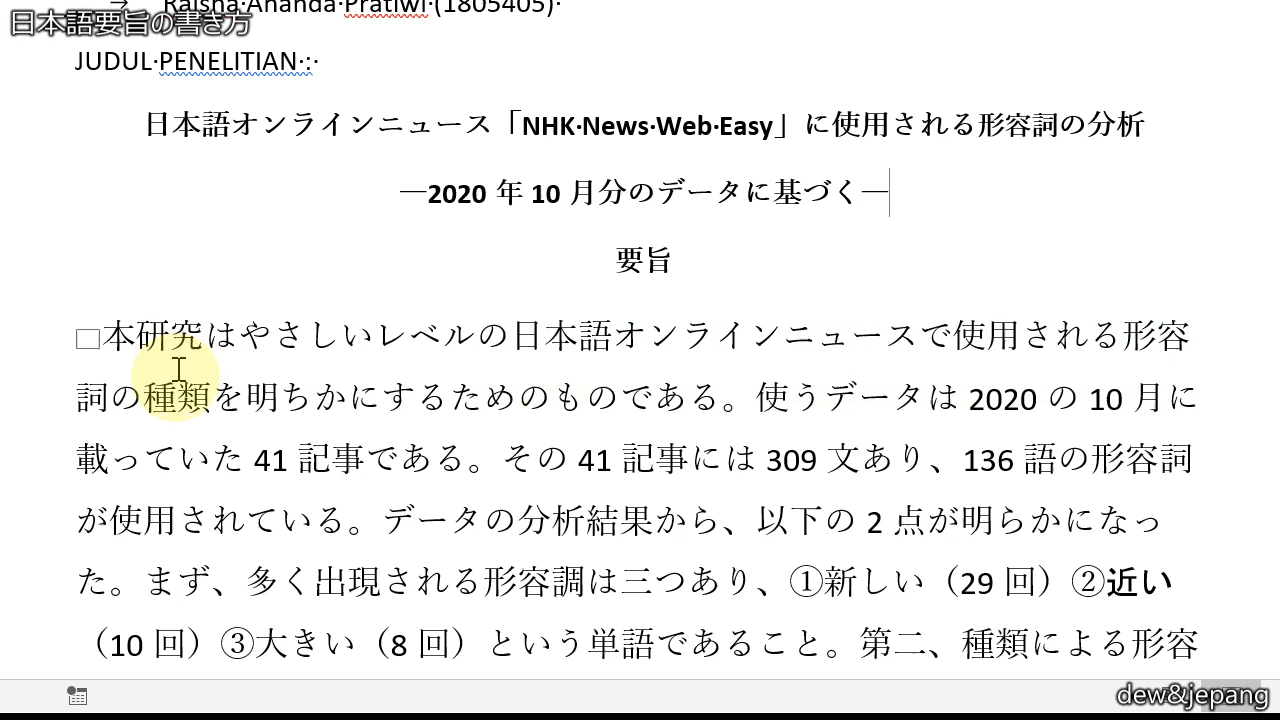 日本語要旨の書き方
→ Raisha·Ananda·Pratiwi·(1805405)·
JUDUL·PENELITIAN·:·
日本語オンラインニュース「NHK·News·Web·Easy」に使用される形容詞の分析
―2020 年 10 月分のデータに基づく―
要旨
□本研究はやさしいレベルの日本語オンラインニュースで使用される形容
詞の種類を明ちかにするためのものである。使うデータは 2020 の 10 月に
載っていた 41 記事である。その 41 記事には 309 文あり、136 語の形容詞
が使用されている。データの分析結果から、以下の 2 点が明らかになっ
た。まず、多く出現される形容調は三つあり、①新しい（29 回）②近い
（10 回）③大きい（8 回）という単語であること。第二、種類による形容
dew&jepang